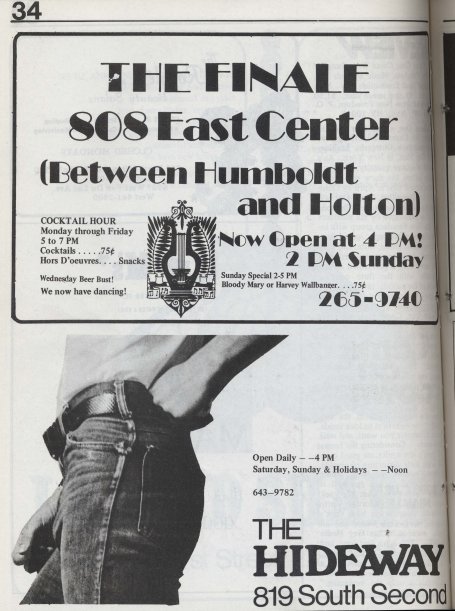 34
THE FINALE
808 East Center
(Between Humboldt
and Holton)
COCKTAIL HOUR
Monday through Friday
5 to 7 PM
Cocktails . . . . .75¢
Hors D'oeuvres. . . . Snacks
Wednesday Beer Bust!
We now have dancing!
Now Open at 4 PM!
2 PM Sunday
Sunday Special 2-5 PM
Bloody Mary or Harvey Wallbanger. . . .75¢
265-9740
Open Daily – –4 PM
Saturday, Sunday & Holidays – –Noon
643–9782
THE
HIDEAWAY
819 South Second